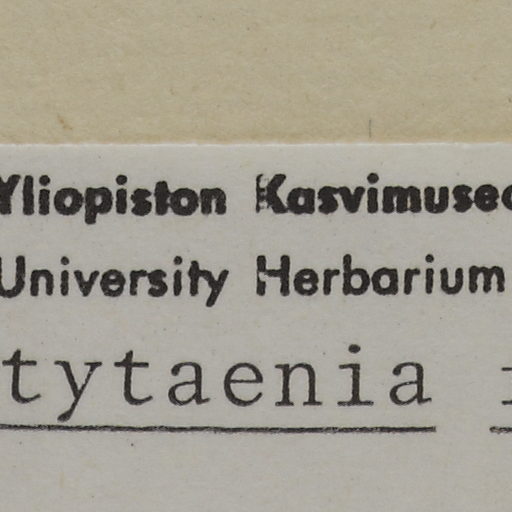 Yliopiston Kasvimuseo
University Herbarium
tytaenia